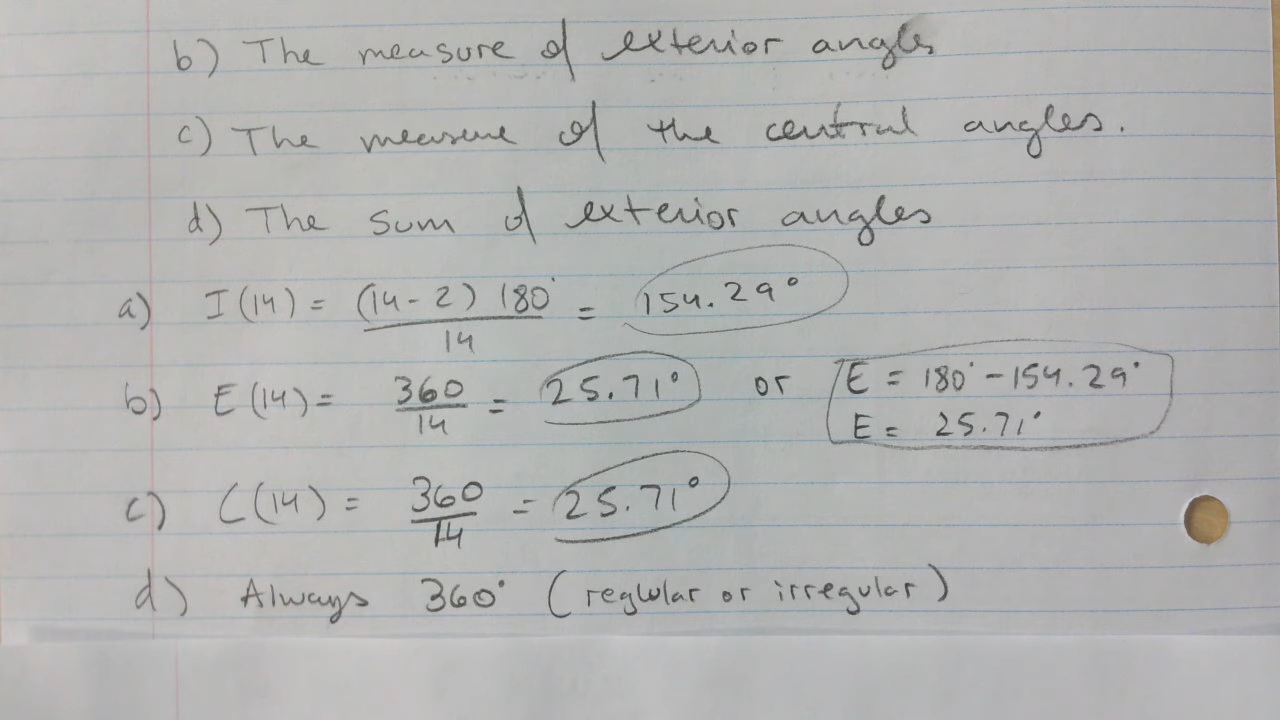 b) The measure of exterior angles
c) The measure of the central angles.
d) The sum of exterior angles
a) I(14) = (14-2) 180° / 14 = 154.29°
b) E(14) = 360 / 14 = 25.71° or E = 180° - 154.29°
E = 25.71°
c) C(14) = 360 / 14 = 25.71°
d) Always 360° (reglular or irregular)